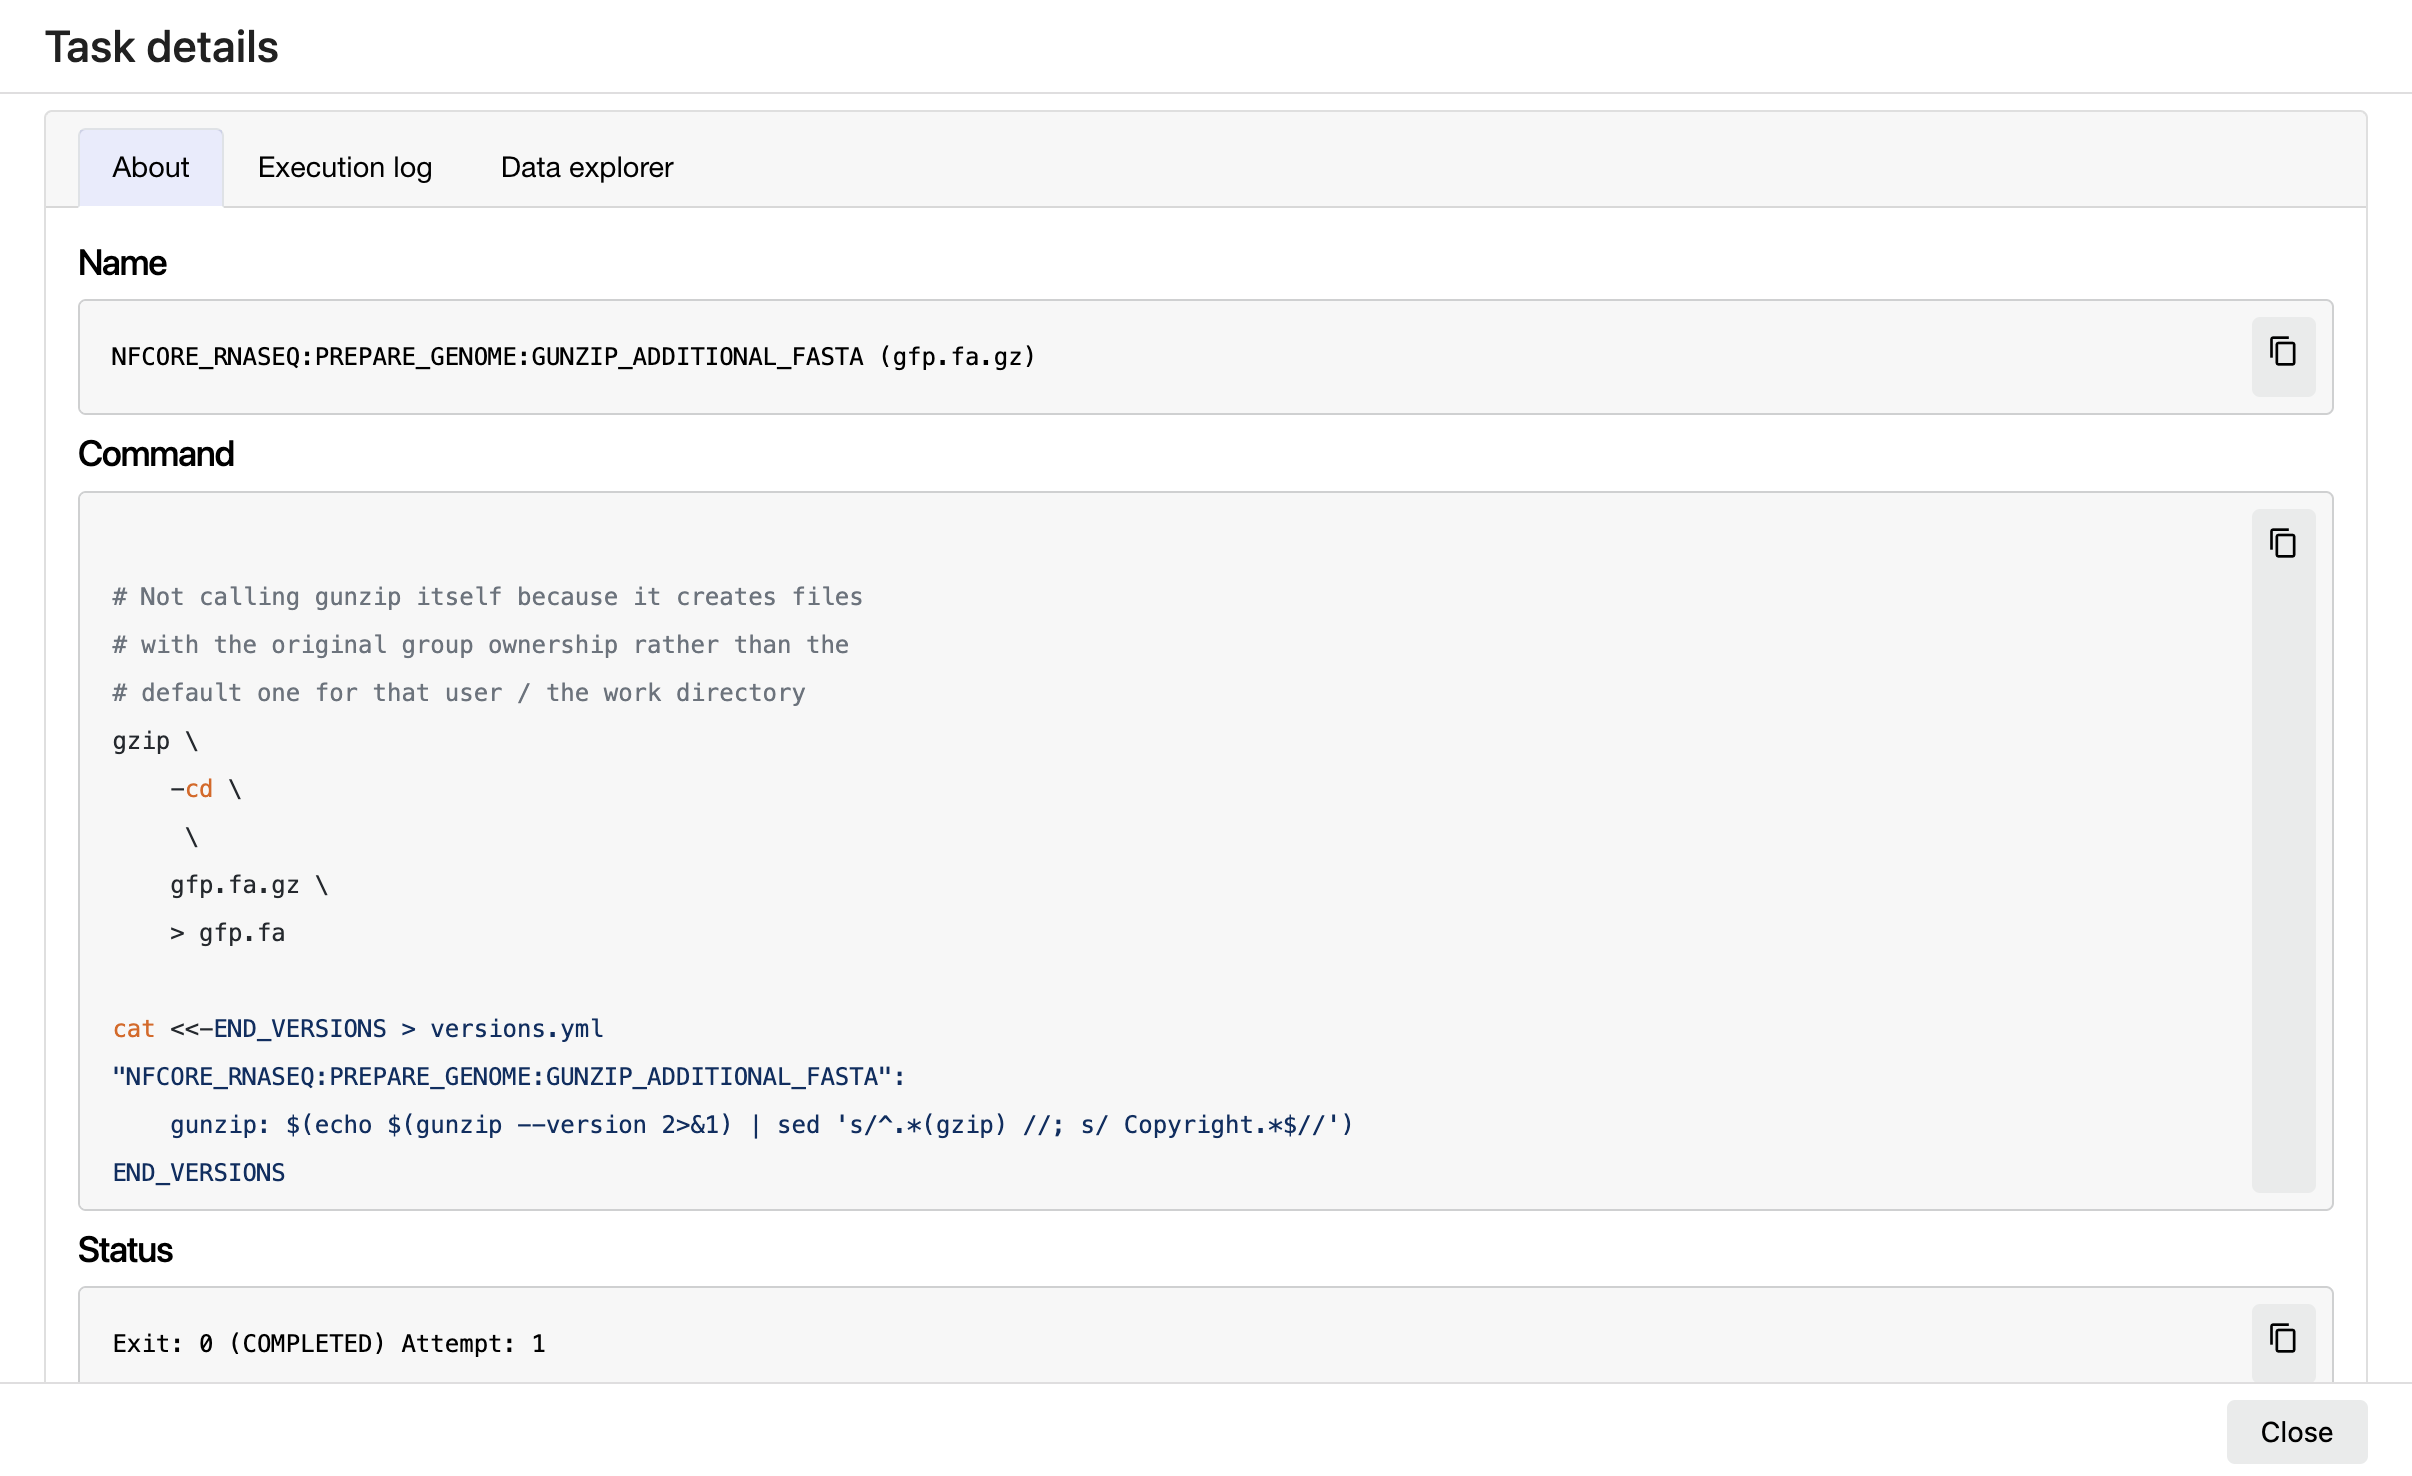 Task details
About
Execution log
Data explorer
Name
NFCORE_RNASEQ:PREPARE_GENOME:GUNZIP_ADDITIONAL_FASTA (gfp.fa.gz)
Command
# Not calling gunzip itself because it creates files
# with the original group ownership rather than the
# default one for that user / the work directory
gzip \
    -cd \
     \
    gfp.fa.gz \
    > gfp.fa
cat <<-END_VERSIONS > versions.yml
"NFCORE_RNASEQ:PREPARE_GENOME:GUNZIP_ADDITIONAL_FASTA":
    gunzip: $(echo $(gunzip --version 2>&1) | sed 's/^.*(gzip) //; s/ Copyright.*$//')
END_VERSIONS
Status
Exit: 0 (COMPLETED) Attempt: 1
Close